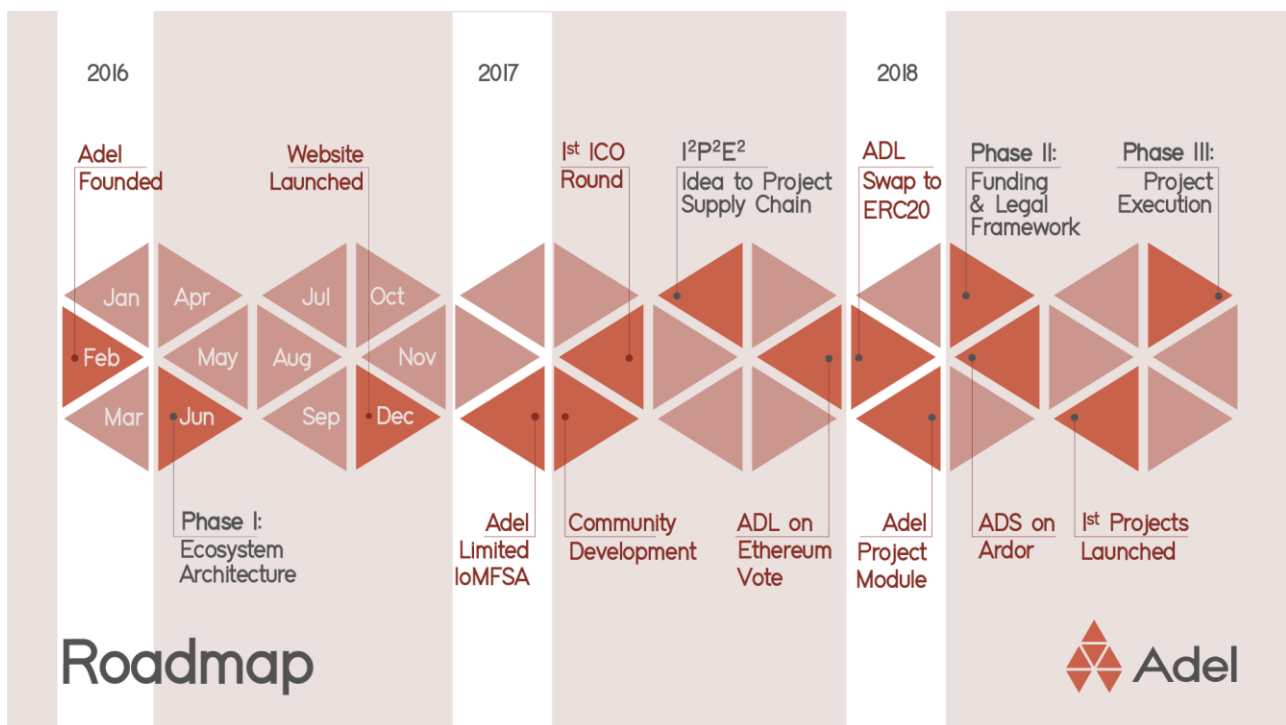 2016
2017
2018
Adel
Founded
Website
Launched
1st ICO
Round
I²P²E²
Idea to Project
Supply Chain
ADL
Swap to
ERC20
Phase II:
Funding
& Legal
Framework
Phase III:
Project
Execution
Jan
Apr
Jul
Oct
Feb
May
Aug
Nov
Mar
Jun
Sep
Dec
Phase I:
Ecosystem
Architecture
Adel
Limited
IoMFSA
Community
Development
ADL on
Ethereum
Vote
Adel
Project
Module
ADS on
Ardor
1st Projects
Launched
Roadmap
Adel